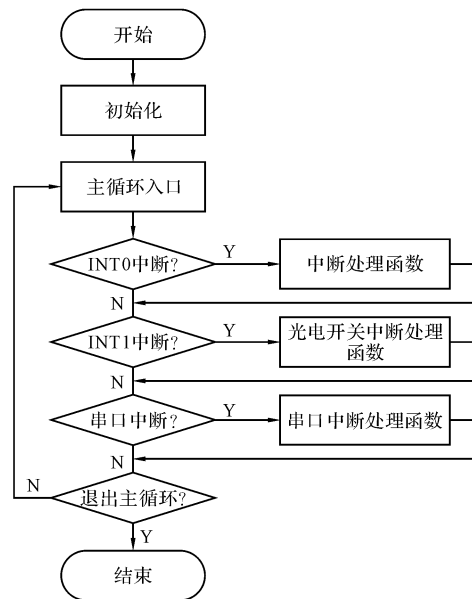 开始
初始化
主循环入口
INT0中断?
Y
中断处理函数
N
INT1中断?
Y
光电开关中断处理
函数
N
串口中断?
Y
串口中断处理函数
N
退出主循环?
N
Y
结束